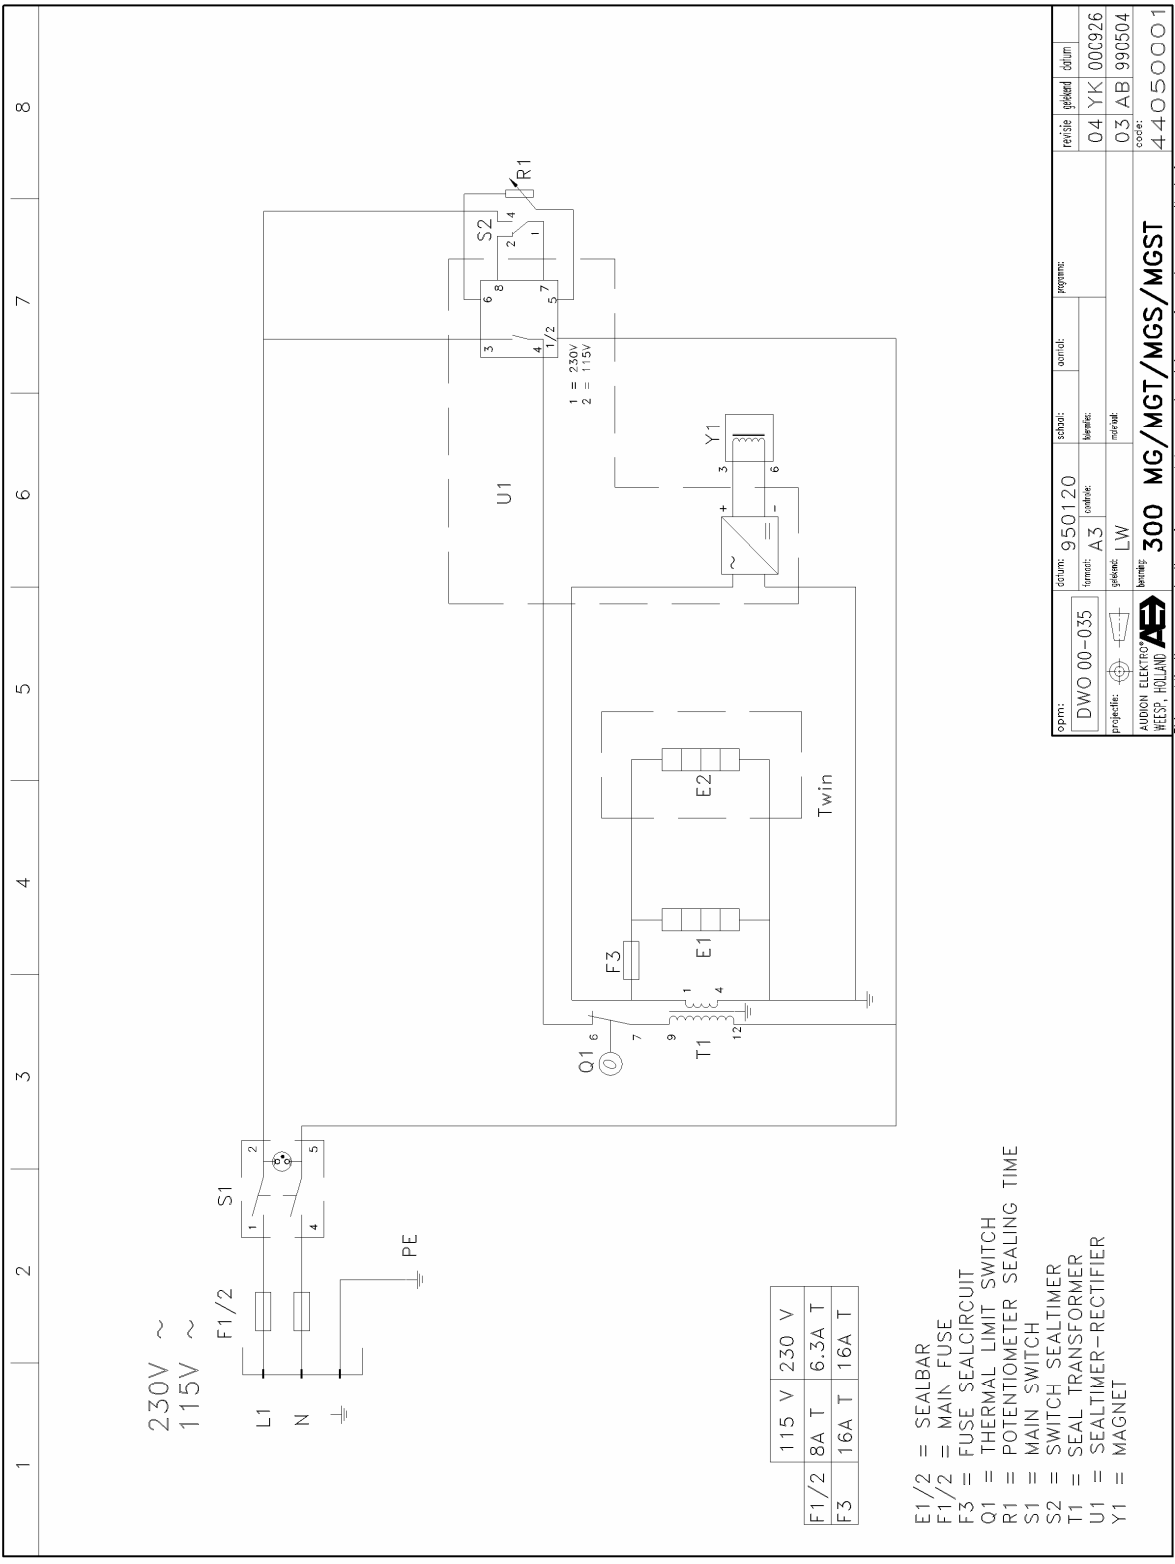 1 2 3 4 5 6 7 8
230V ~
115V ~
L1
N
F1/2
PE
S1
1 2
4 5
Q1
6
7
9
12
T1
1
4
F3
E1
E2
Twin
U1
3
4
1/2
6
8
7
5
1 = 230V
2 = 115V
S2
4
2
1
R1
~
+
-
3
6
Y1
115 V 230 V
F1/2 8A T 6.3A T
F3 16A T 16A T
E1/2 = SEALBAR
F1/2 = MAIN FUSE
F3 = FUSE SEALCIRCUIT
Q1 = THERMAL LIMIT SWITCH
R1 = POTENTIOMETER SEALING TIME
S1 = MAIN SWITCH
S2 = SWITCH SEALTIMER
T1 = SEAL TRANSFORMER
U1 = SEALTIMER-RECTIFIER
Y1 = MAGNET
opm:
DWO 00-035
projectie:
AUDION ELEKTRO®
WEESP, HOLLAND
AE
datum: 950120
schaal:
aantal:
programma:
revisie getekend datum
formaat: A3
controle:
toleranties:
04 YK 000926
getekend: LW
materiaal:
03 AB 990504
benaming: 300 MG/MGT/MGS/MGST
code:
44050001